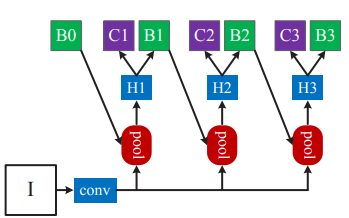 B0 C1 B1 C2 B2 C3 B3
H1 H2 H3
pool pool pool
I conv